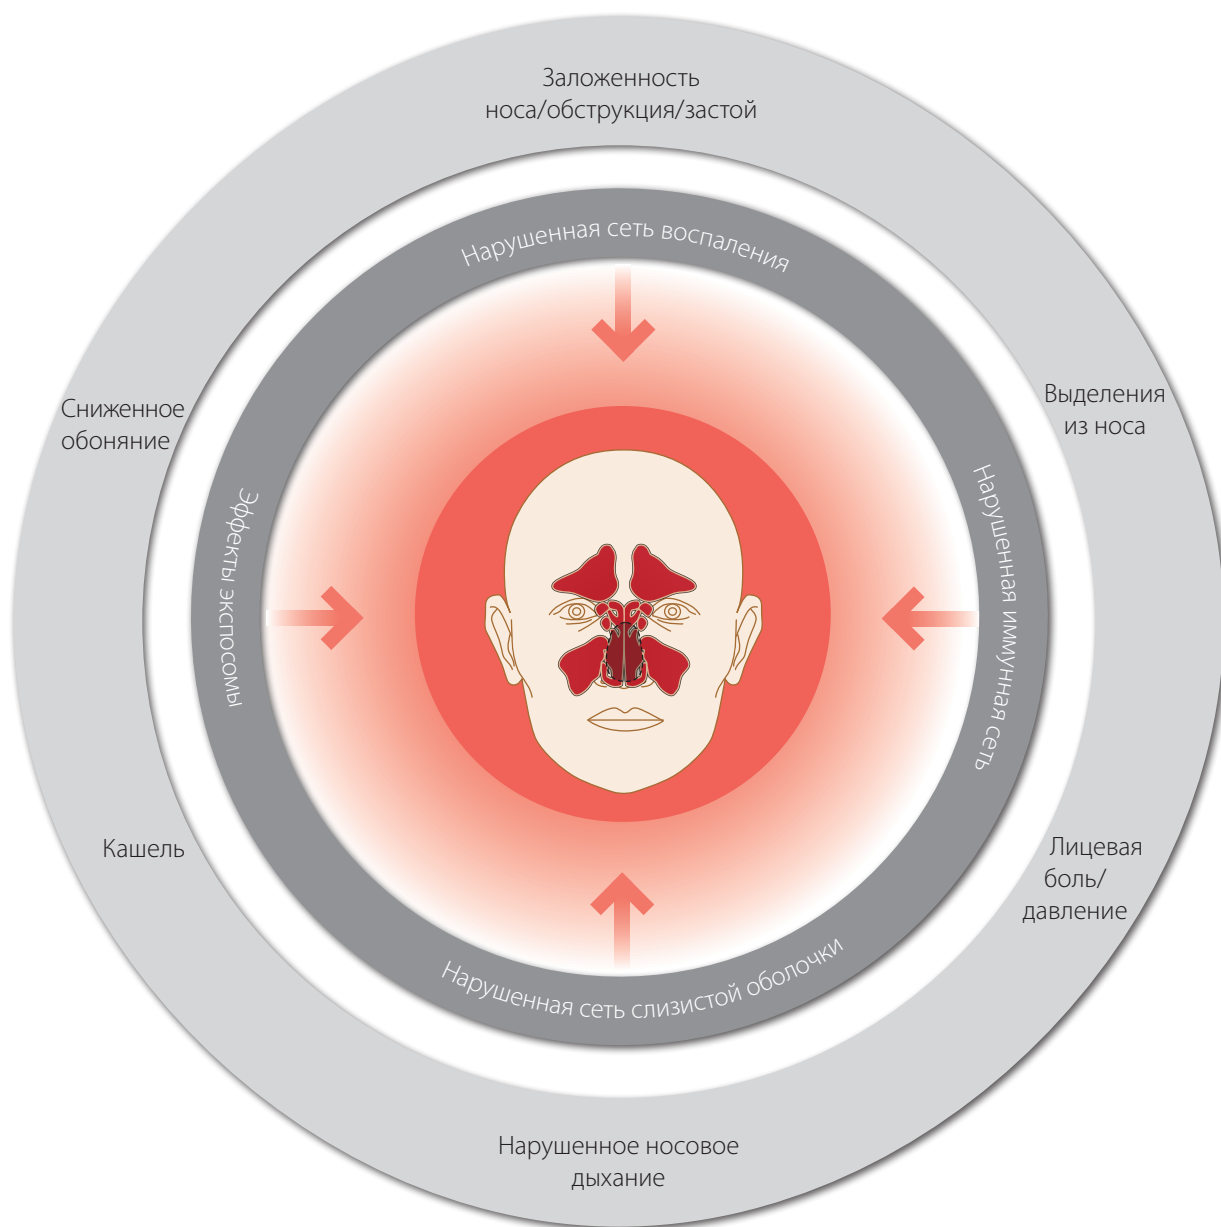 Заложенность
носа/обструкция/застой
Нарушенная сеть воспаления
Сниженное
обоняние
Выделения
из носа
Эффекты экспосомы
Нарушенная иммунная сеть
Кашель
Лицевая
боль/
давление
Нарушенная сеть слизистой оболочки
Нарушенное носовое
дыхание